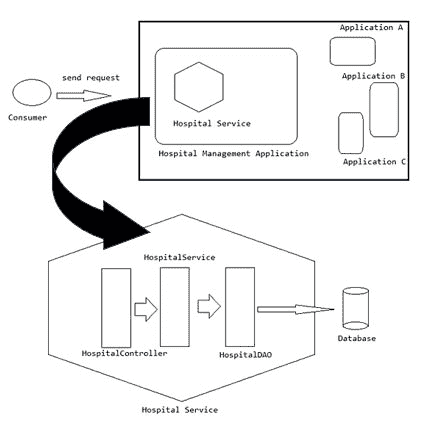 Application A
send request
Application B
Consumer
Hospital Service
Hospital Management Application
Application C
HospitalService
HospitalController
HospitalDAO
Database
Hospital Service